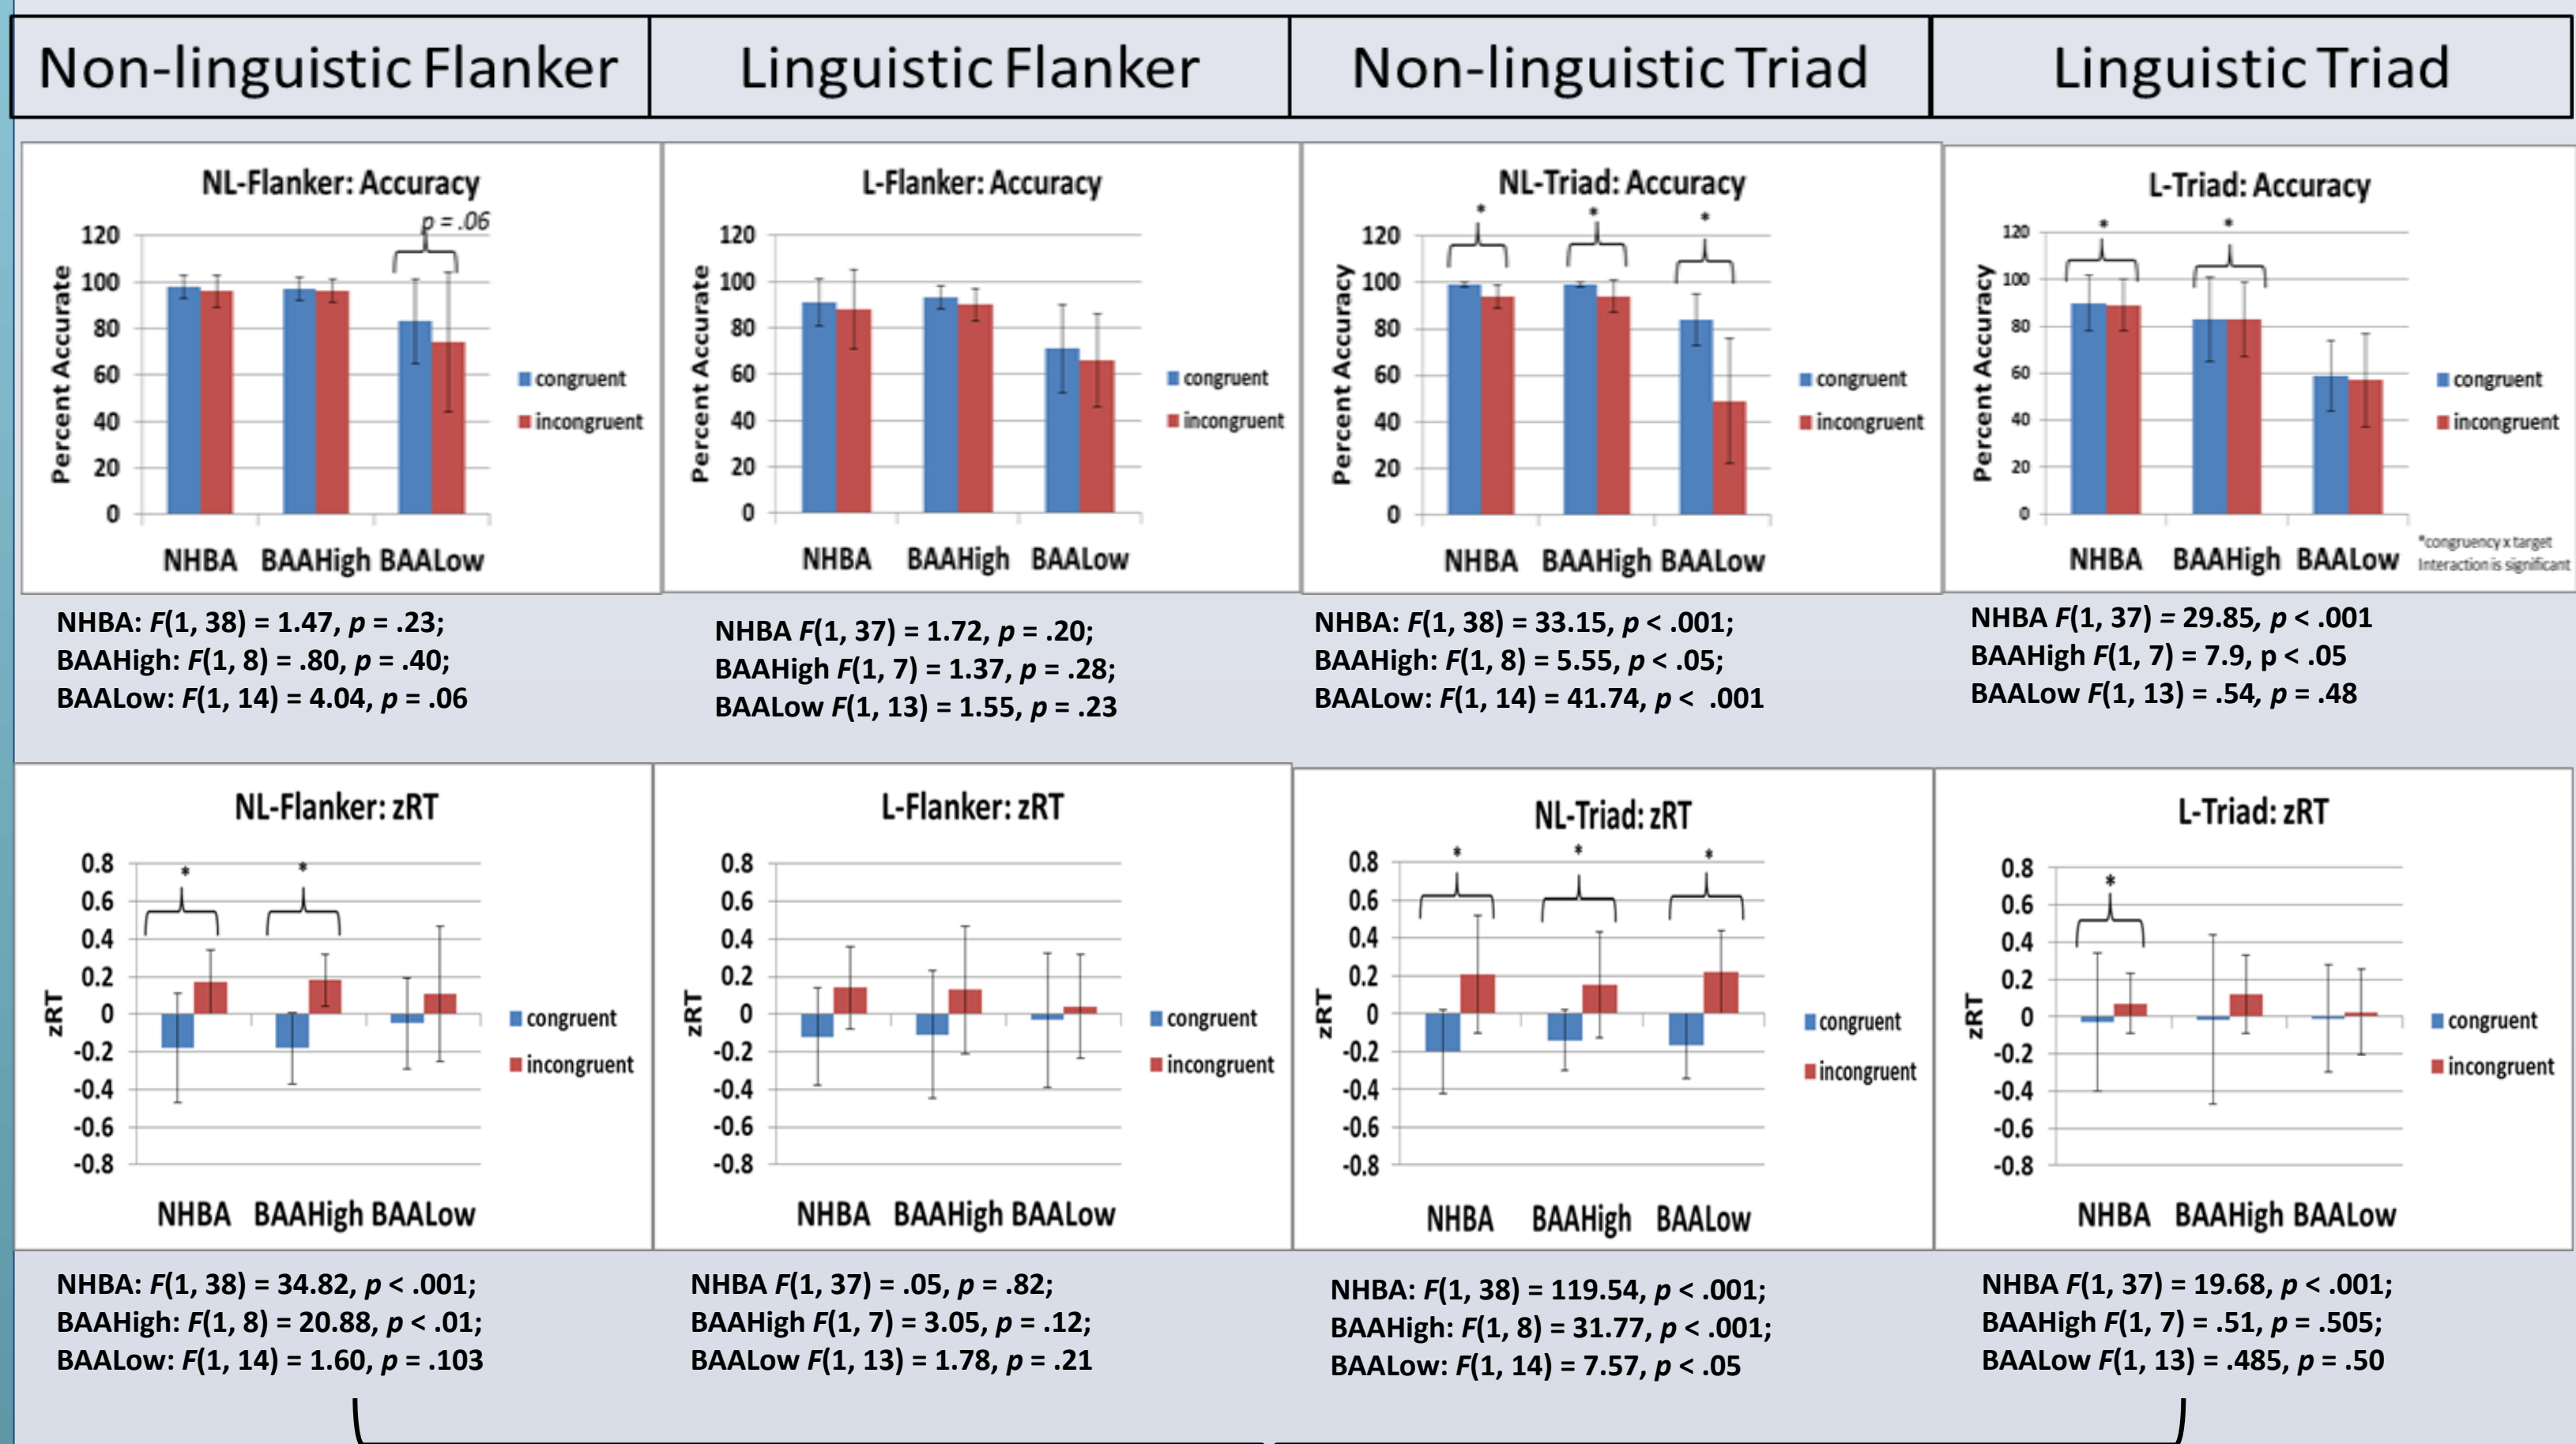 Non-linguistic Flanker
Linguistic Flanker
Non-linguistic Triad
Linguistic Triad
NL-Flanker: Accuracy
p = .06
Percent Accurate
120
100
80
60
40
20
0
NHBA BAAHigh BAALow
congruent
incongruent
L-Flanker: Accuracy
Percent Accurate
120
100
80
60
40
20
0
NHBA BAAHigh BAALow
congruent
incongruent
NL-Triad: Accuracy
* * *
Percent Accuracy
120
100
80
60
40
20
0
NHBA BAAHigh BAALow
congruent
incongruent
L-Triad: Accuracy
* *
Percent Accuracy
120
100
80
60
40
20
0
NHBA BAAHigh BAALow
congruent
incongruent
*congruency x target
Interaction is significant
NHBA: F(1, 38) = 1.47, p = .23;
BAAHigh: F(1, 8) = .80, p = .40;
BAALow: F(1, 14) = 4.04, p = .06
NHBA F(1, 37) = 1.72, p = .20;
BAAHigh F(1, 7) = 1.37, p = .28;
BAALow F(1, 13) = 1.55, p = .23
NHBA: F(1, 38) = 33.15, p < .001;
BAAHigh: F(1, 8) = 5.55, p < .05;
BAALow: F(1, 14) = 41.74, p < .001
NHBA F(1, 37) = 29.85, p < .001
BAAHigh F(1, 7) = 7.9, p < .05
BAALow F(1, 13) = .54, p = .48
NL-Flanker: zRT
* *
zRT
0.8
0.6
0.4
0.2
0
-0.2
-0.4
-0.6
-0.8
NHBA BAAHigh BAALow
congruent
incongruent
L-Flanker: zRT
zRT
0.8
0.6
0.4
0.2
0
-0.2
-0.4
-0.6
-0.8
NHBA BAAHigh BAALow
congruent
incongruent
NL-Triad: zRT
* * *
zRT
0.8
0.6
0.4
0.2
0
-0.2
-0.4
-0.6
-0.8
NHBA BAAHigh BAALow
congruent
incongruent
L-Triad: zRT
*
zRT
0.8
0.6
0.4
0.2
0
-0.2
-0.4
-0.6
-0.8
NHBA BAAHigh BAALow
congruent
incongruent
NHBA: F(1, 38) = 34.82, p < .001;
BAAHigh: F(1, 8) = 20.88, p < .01;
BAALow: F(1, 14) = 1.60, p = .103
NHBA F(1, 37) = .05, p = .82;
BAAHigh F(1, 7) = 3.05, p = .12;
BAALow F(1, 13) = 1.78, p = .21
NHBA: F(1, 38) = 119.54, p < .001;
BAAHigh: F(1, 8) = 31.77, p < .001;
BAALow: F(1, 14) = 7.57, p < .05
NHBA F(1, 37) = 19.68, p < .001;
BAAHigh F(1, 7) = .51, p = .505;
BAALow F(1, 13) = .485, p = .50